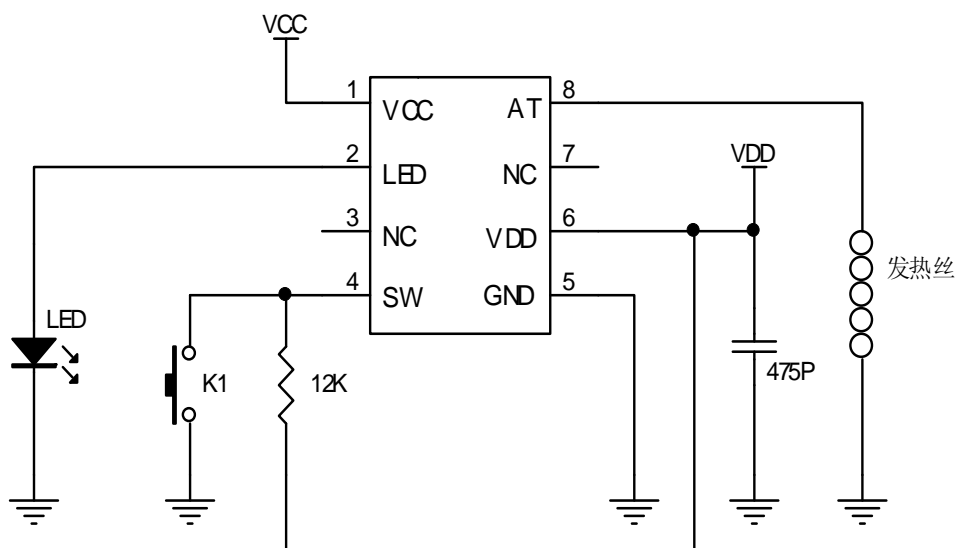 VCC
1
VCC
AT
8
2
LED
NC
7
VDD
3
NC
VDD
6
4
SW
GND
5
发热丝
LED
K1
12K
475P